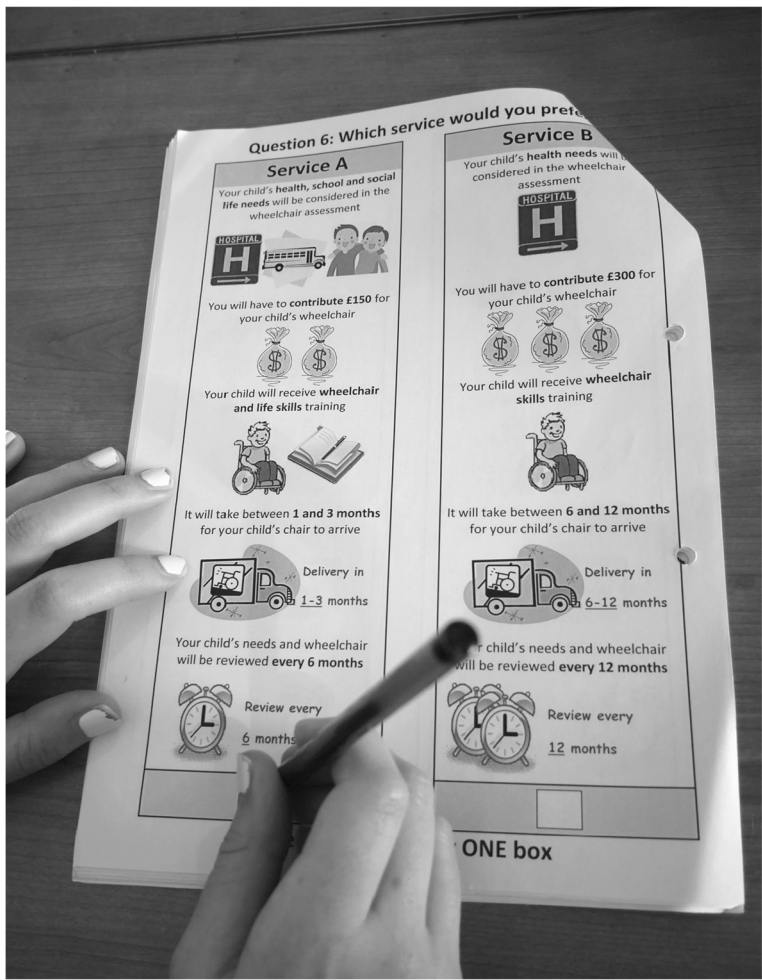 Question 6: Which service would you
Service A
Your child's health, school and social
life needs will be considered in the
wheelchair assessment
HOSPITAL
H
You will have to contribute £150 for
your child's wheelchair
$ $
Your child will receive wheelchair
and life skills training
It will take between 1 and 3 months
for your child's chair to arrive
Delivery in
1-3 months
Your child's needs and wheelchair
will be reviewed every 6 months
Review every
6 months
Service B
Your child's health needs will
considered in the wheelchair
assessment
HOSPITAL
H
You will have to contribute £300 for
your child's wheelchair
$ $ $
Your child will receive wheelchair
skills training
It will take between 6 and 12 months
for your child's chair to arrive
Delivery in
6-12 months
child's needs and wheelchair
will be reviewed every 12 months
Review every
12 months
ONE box